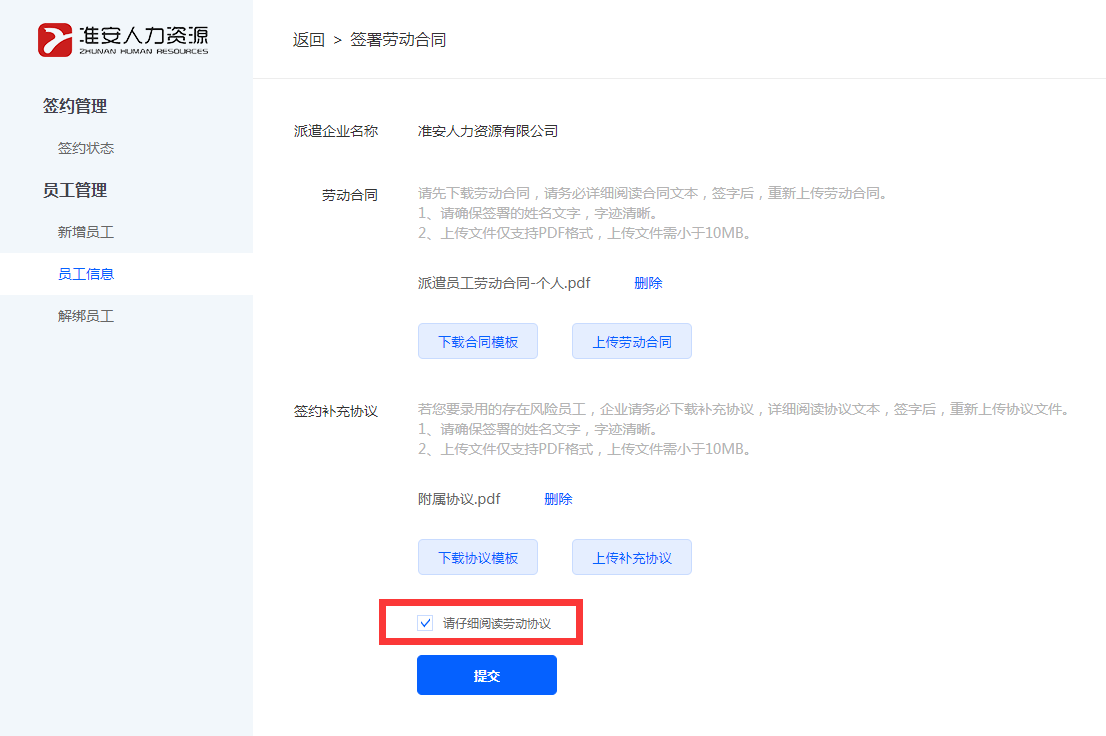 准安人力资源
ZHUNAN HUMAN RESOURCES
签约管理
签约状态
员工管理
新增员工
员工信息
解绑员工
返回 > 签署劳动合同
派遣企业名称 准安人力资源有限公司
劳动合同 请先下载劳动合同，请务必详细阅读合同文本，签字后，重新上传劳动合同。
1、请确保签署的姓名文字，字迹清晰。
2、上传文件仅支持PDF格式，上传文件需小于10MB。
派遣员工劳动合同-个人.pdf 删除
下载合同模板 上传劳动合同
签约补充协议 若您要录用的存在风险员工，企业请务必下载补充协议，详细阅读协议文本，签字后，重新上传协议文件。
1、请确保签署的姓名文字，字迹清晰。
2、上传文件仅支持PDF格式，上传文件需小于10MB。
附属协议.pdf 删除
下载协议模板 上传补充协议
请仔细阅读劳动协议
提交